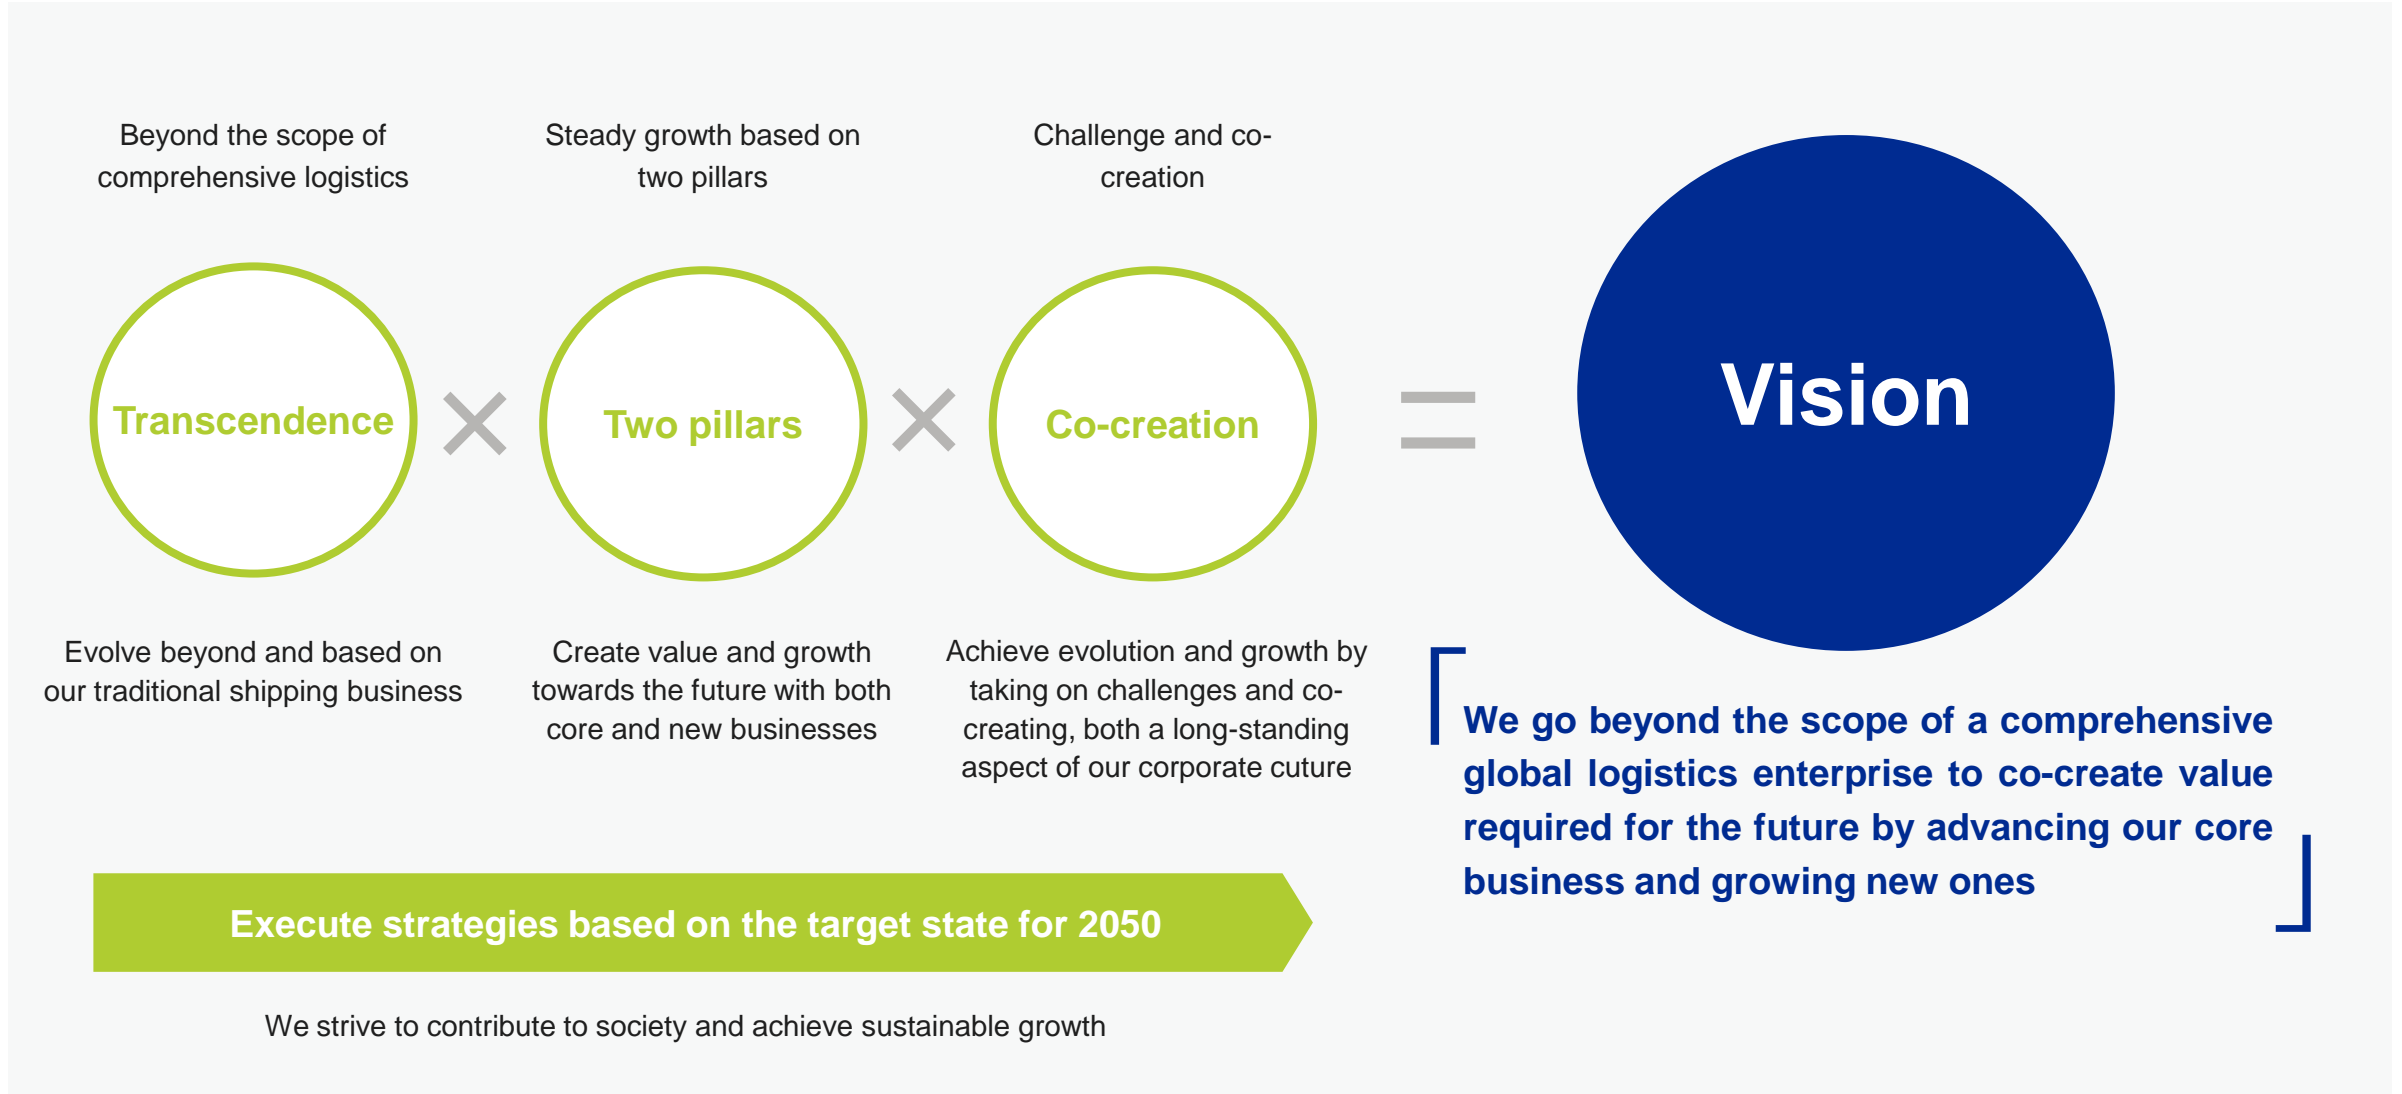 Beyond the scope of
comprehensive logistics
Transcendence
Evolve beyond and based on
our traditional shipping business
×
Steady growth based on
two pillars
Two pillars
Create value and growth
towards the future with both
core and new businesses
×
Challenge and co-
creation
Co-creation
Achieve evolution and growth by
taking on challenges and co-
creating, both a long-standing
aspect of our corporate cuture
=
Vision
「We go beyond the scope of a comprehensive
global logistics enterprise to co-create value
required for the future by advancing our core
business and growing new ones」
Execute strategies based on the target state for 2050
We strive to contribute to society and achieve sustainable growth